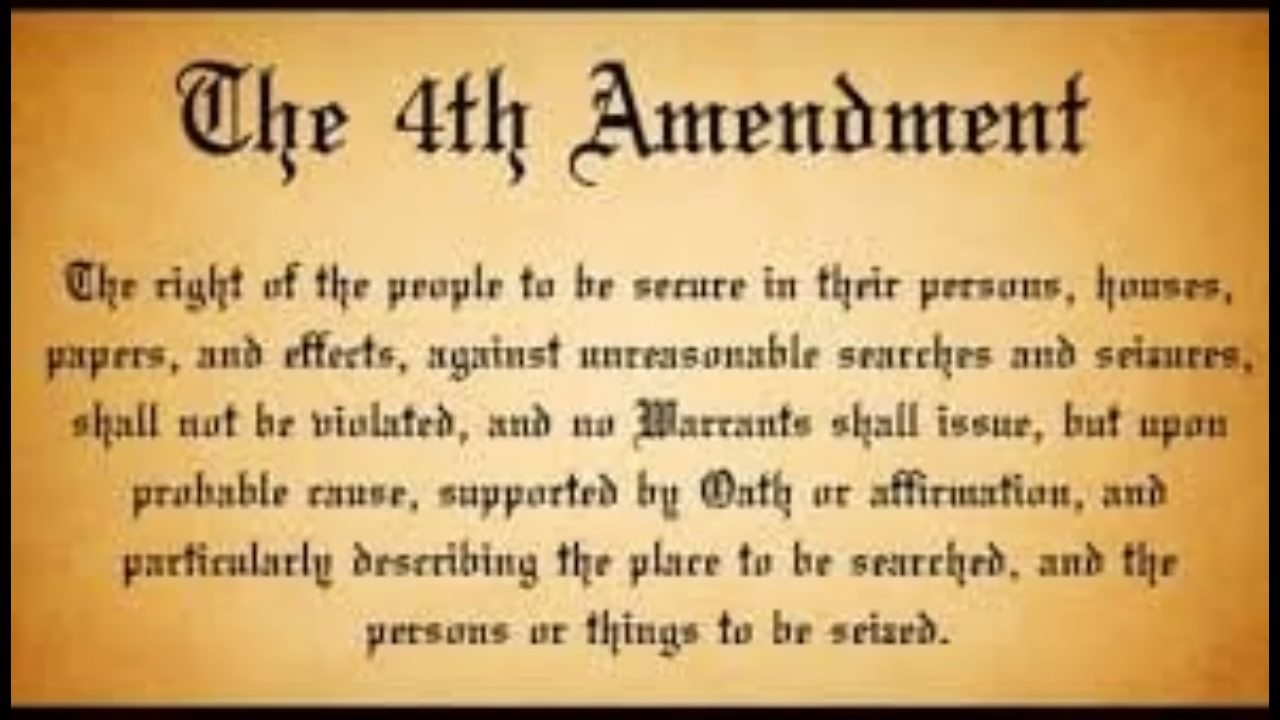 The 4th Amendment
The right of the people to be secure in their persons, houses,
papers, and effects, against unreasonable searches and seizures,
shall not be violated, and no Warrants shall issue, but upon
probable cause, supported by Oath or affirmation, and
particularly describing the place to be searched, and the
persons or things to be seized.